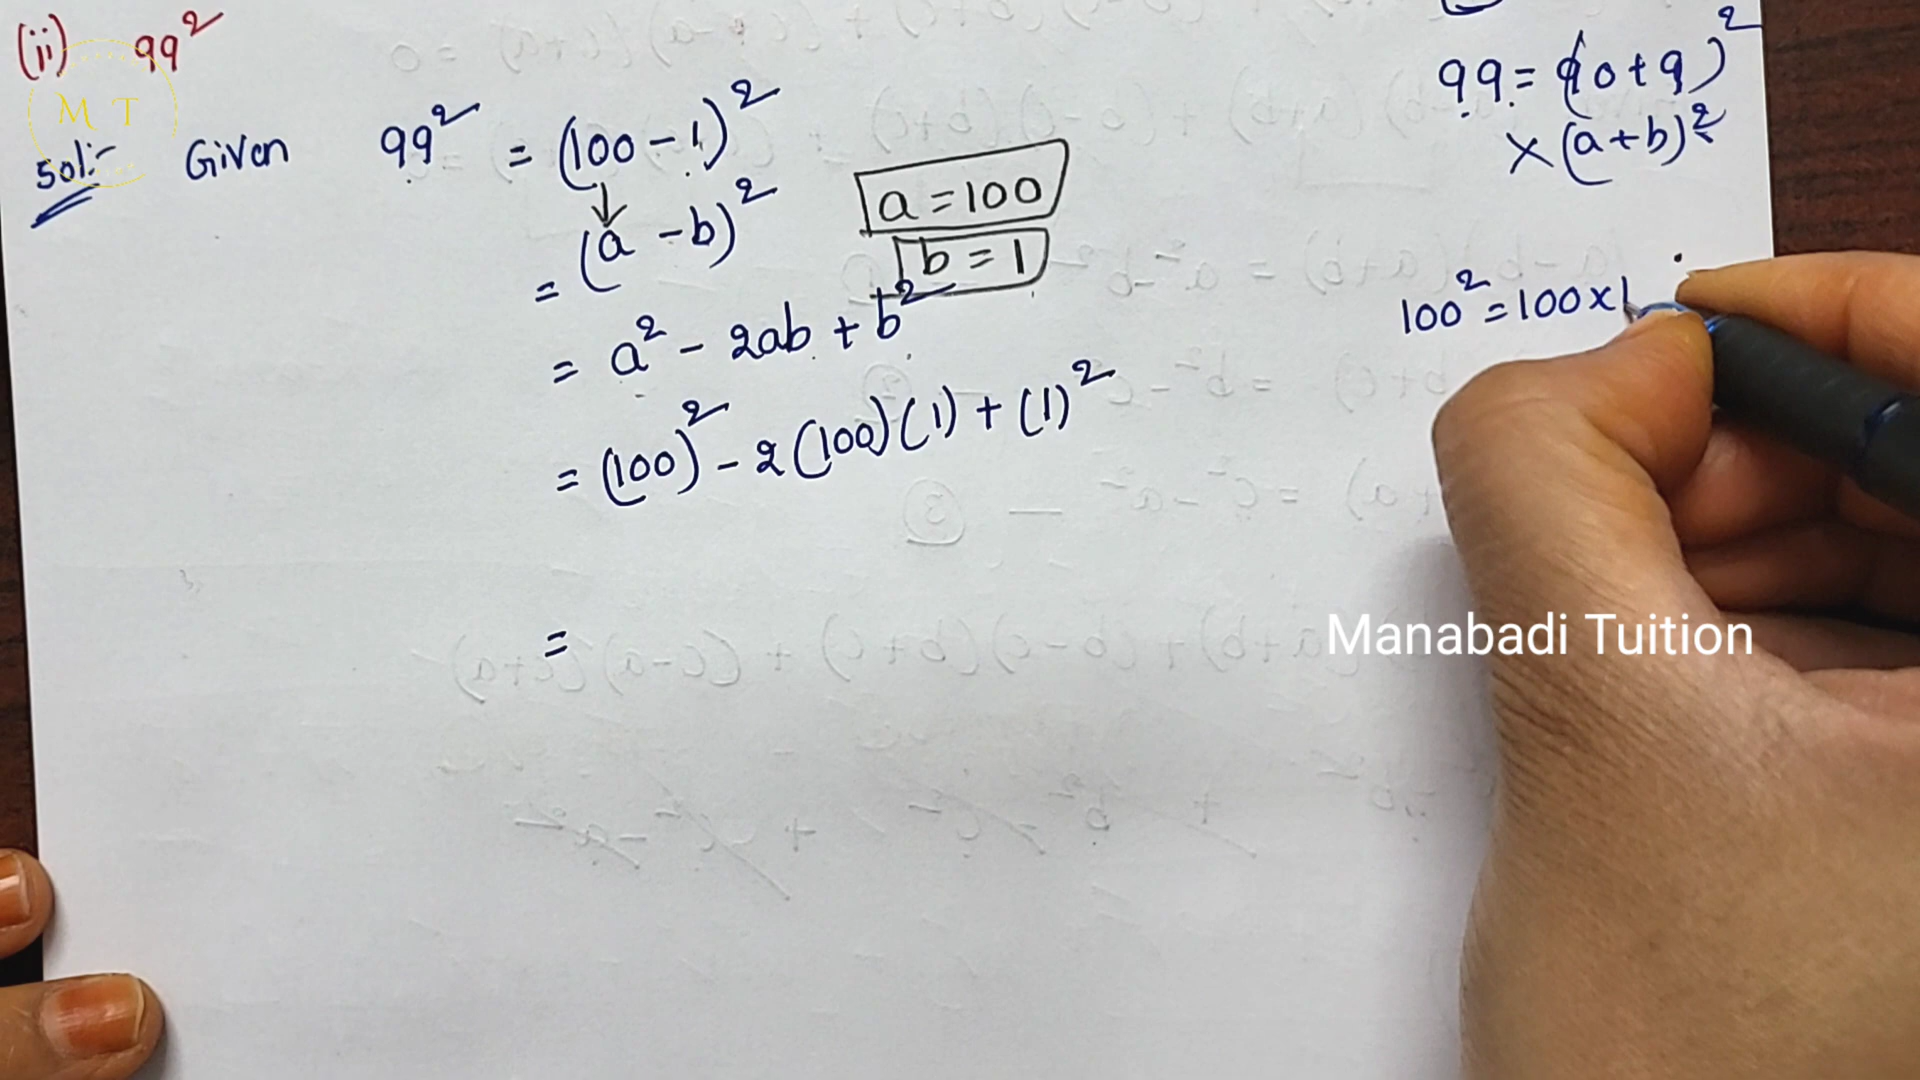 (ii) 99²
M T
Sol:- Given 99² = (100 - 1)²
= (a - b)²
a = 100
b = 1
= a² - 2ab + b²
= (100)² - 2(100)(1) + (1)²
=
99 = (90+9)²
×(a+b)²
100² = 100×1
Manabadi Tuition